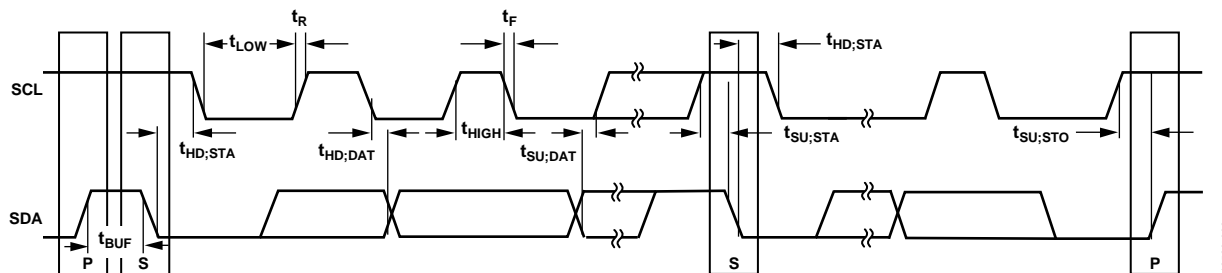 tR
tF
tLOW
tHD;STA
SCL
tHD;STA
tHD;DAT
tHIGH
tSU;DAT
tSU;STA
tSU;STO
SDA
tBUF
P
S
S
P